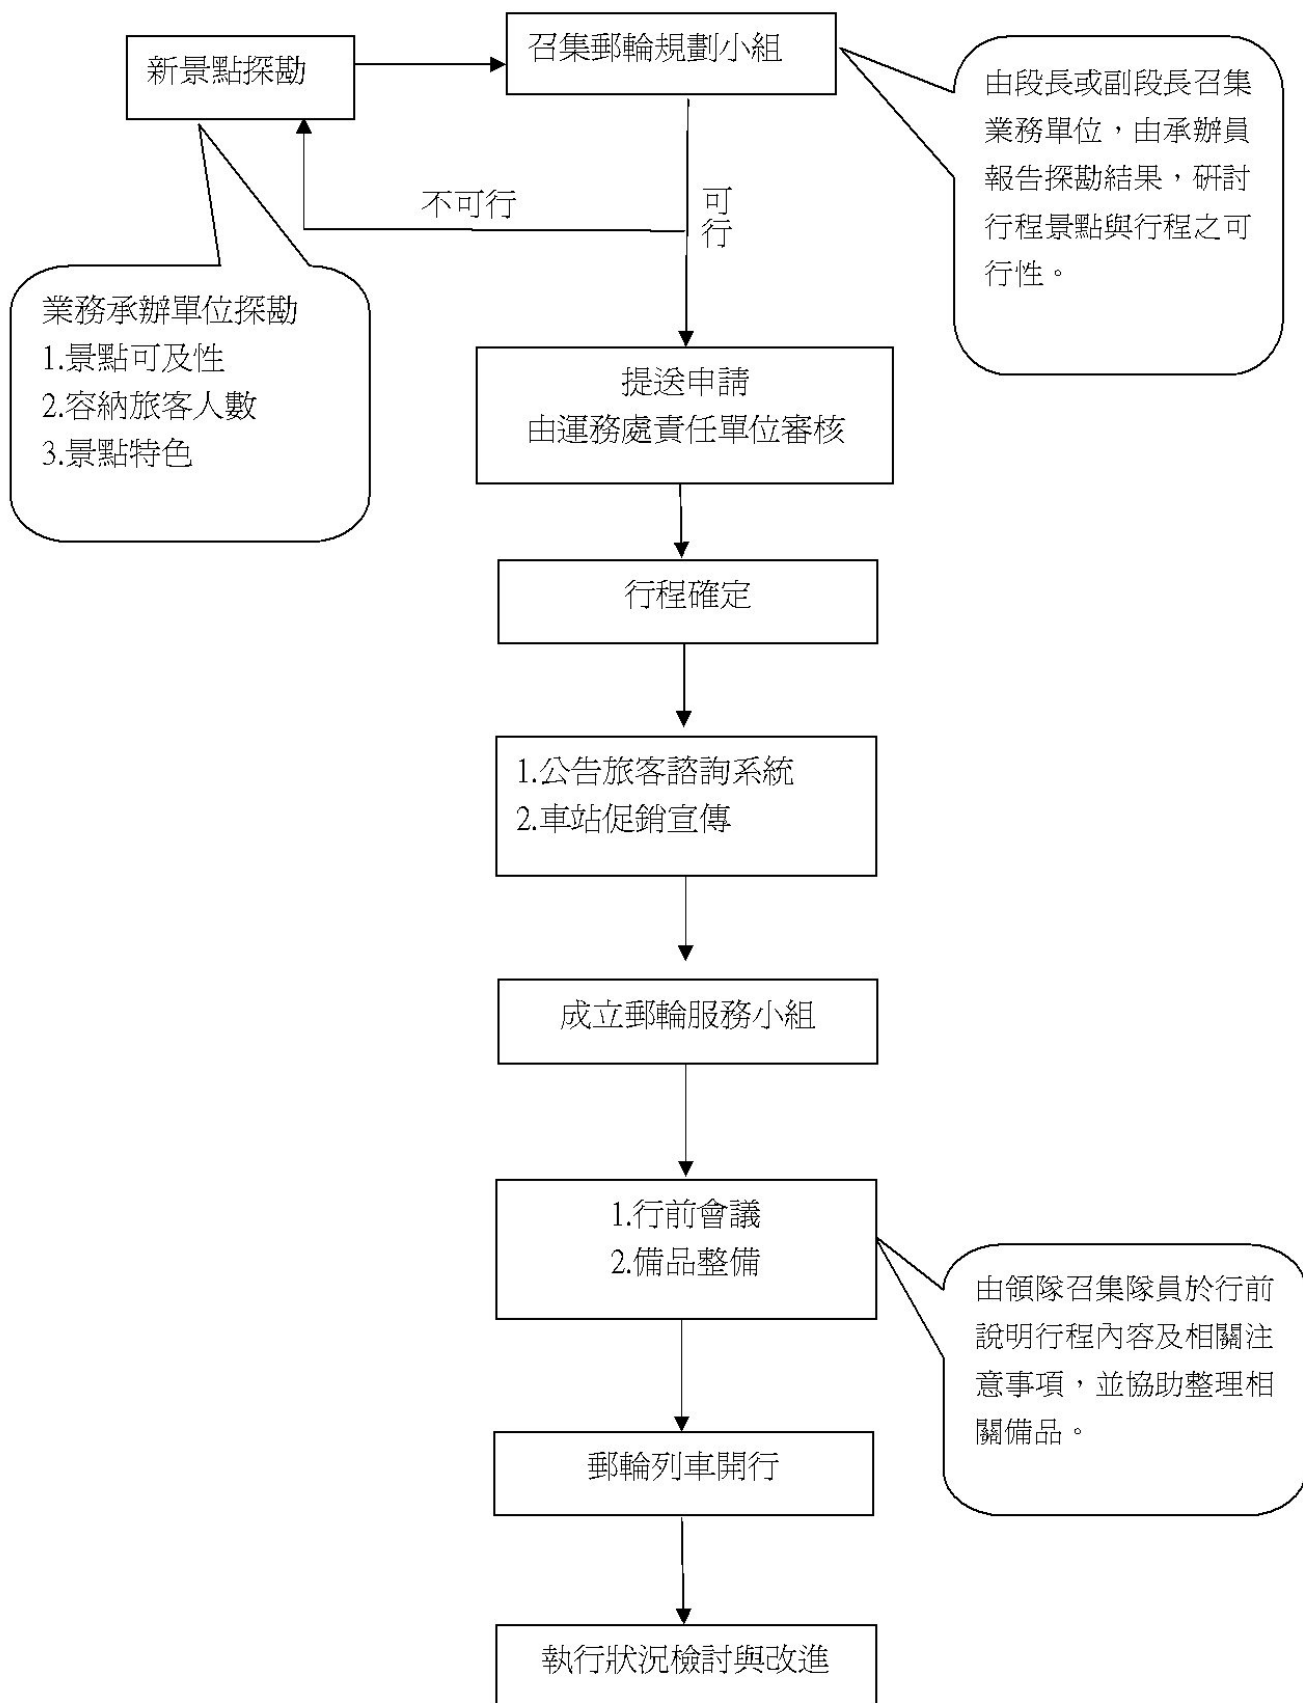 新景點探勘
召集郵輪規劃小組
由段長或副段長召集
業務單位，由承辦員
報告探勘結果，研討
行程景點與行程之可
行性。
不可行
可
行
業務承辦單位探勘
1.景點可及性
2.容納旅客人數
3.景點特色
提送申請
由運務處責任單位審核
行程確定
1.公告旅客諮詢系統
2.車站促銷宣傳
成立郵輪服務小組
1.行前會議
2.備品整備
由領隊召集隊員於行前
說明行程內容及相關注
意事項，並協助整理相
關備品。
郵輪列車開行
執行狀況檢討與改進